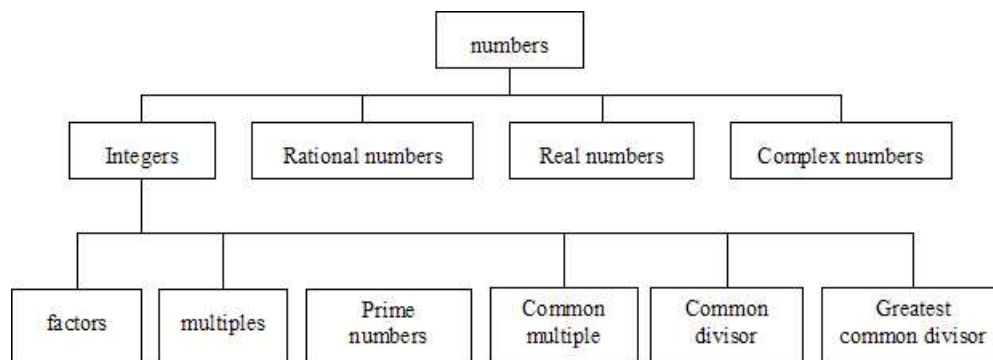 numbers
Integers
Rational numbers
Real numbers
Complex numbers
factors
multiples
Prime
numbers
Common
multiple
Common
divisor
Greatest
common divisor